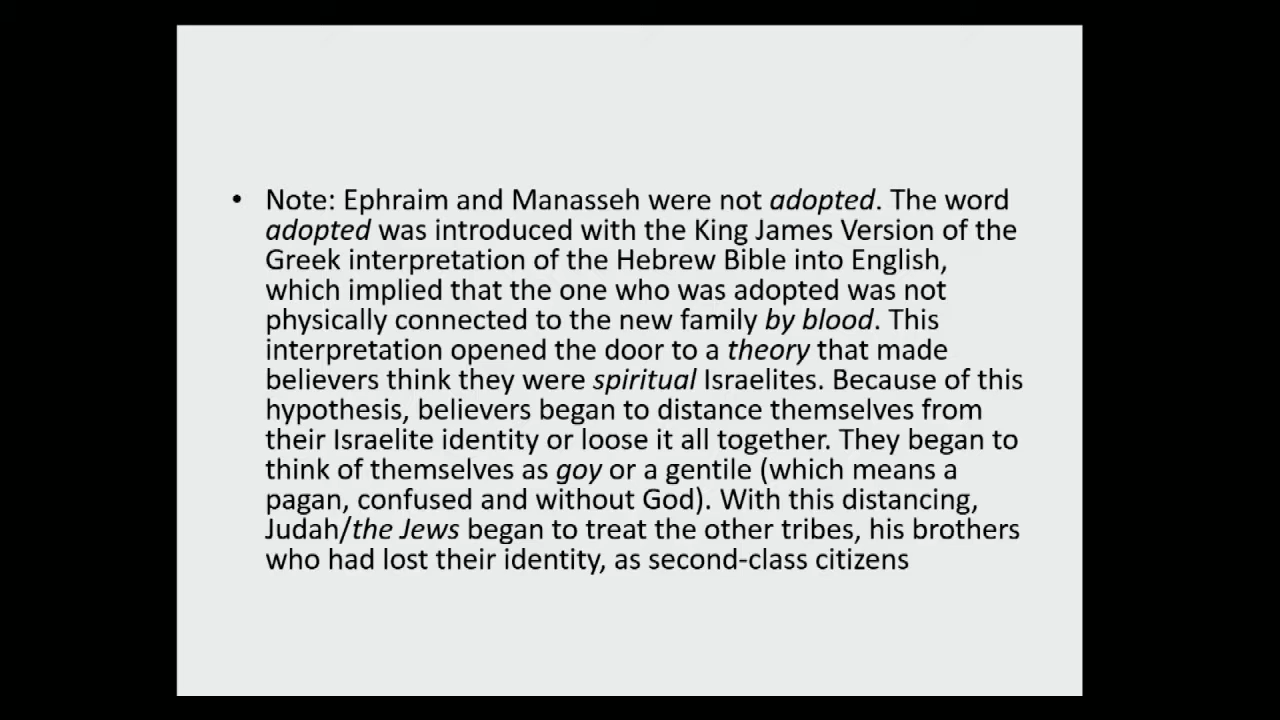 • Note: Ephraim and Manasseh were not adopted. The word
adopted was introduced with the King James Version of the
Greek interpretation of the Hebrew Bible into English,
which implied that the one who was adopted was not
physically connected to the new family by blood. This
interpretation opened the door to a theory that made
believers think they were spiritual Israelites. Because of this
hypothesis, believers began to distance themselves from
their Israelite identity or loose it all together. They began to
think of themselves as goy or a gentile (which means a
pagan, confused and without God). With this distancing,
Judah/the Jews began to treat the other tribes, his brothers
who had lost their identity, as second-class citizens